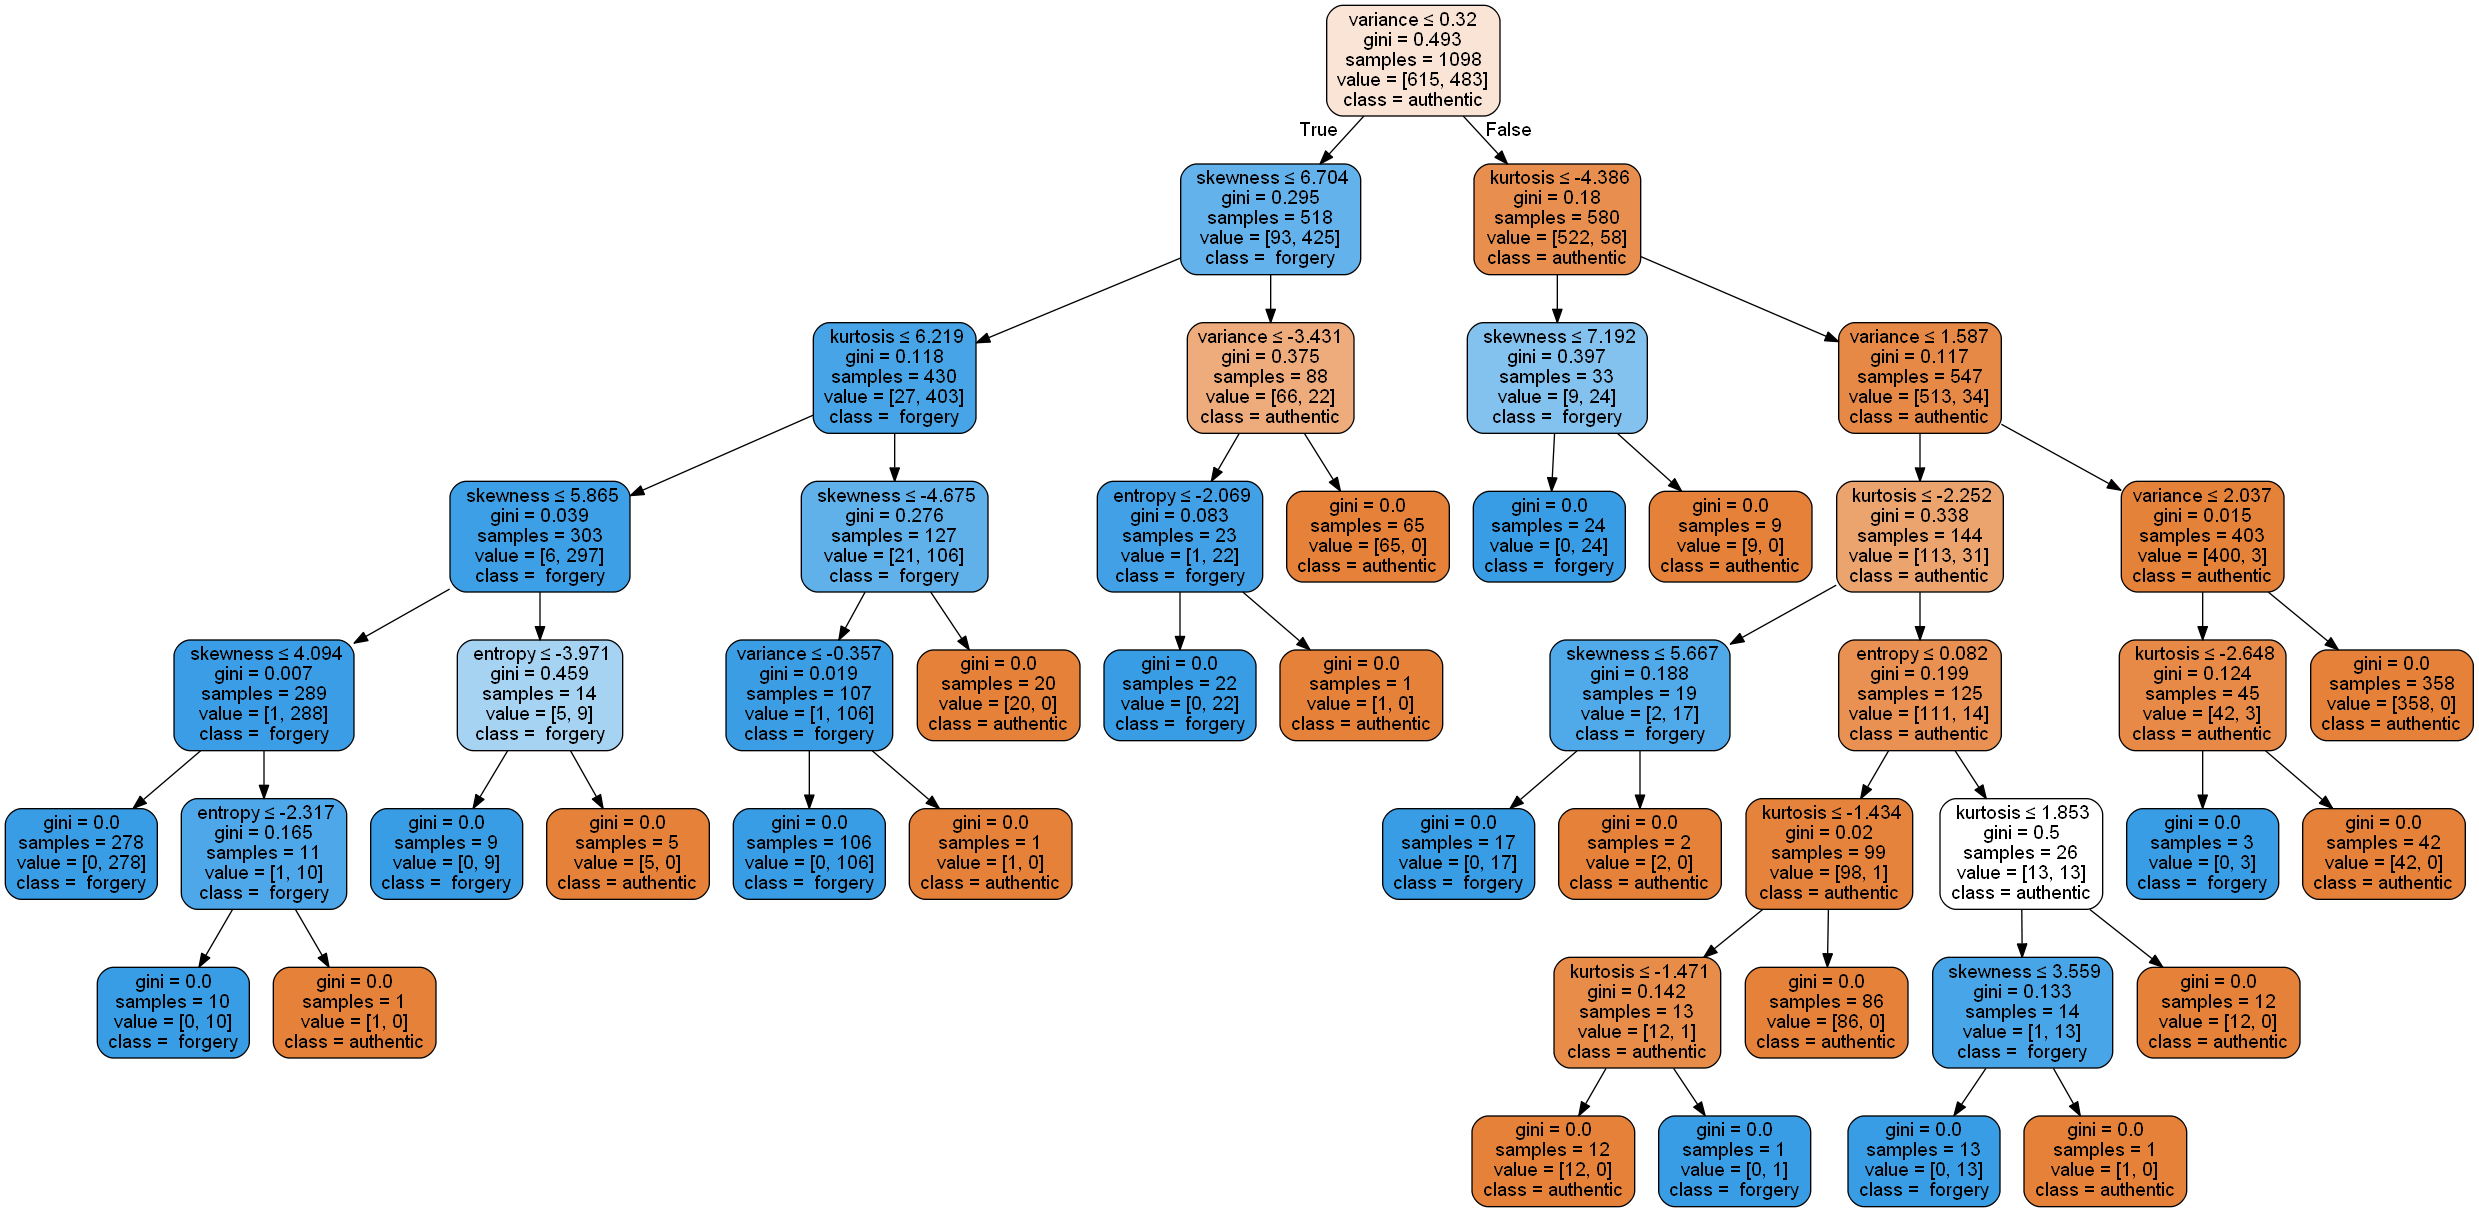 variance ≤ 0.32
gini = 0.493
samples = 1098
value = [615, 483]
class = authentic
True
False
skewness ≤ 6.704
gini = 0.295
samples = 518
value = [93, 425]
class = forgery
kurtosis ≤ -4.386
gini = 0.18
samples = 580
value = [522, 58]
class = authentic
kurtosis ≤ 6.219
gini = 0.118
samples = 430
value = [27, 403]
class = forgery
variance ≤ -3.431
gini = 0.375
samples = 88
value = [66, 22]
class = authentic
skewness ≤ 7.192
gini = 0.397
samples = 33
value = [9, 24]
class = forgery
variance ≤ 1.587
gini = 0.117
samples = 547
value = [513, 34]
class = authentic
skewness ≤ 5.865
gini = 0.039
samples = 303
value = [6, 297]
class = forgery
skewness ≤ -4.675
gini = 0.276
samples = 127
value = [21, 106]
class = forgery
entropy ≤ -2.069
gini = 0.083
samples = 23
value = [1, 22]
class = forgery
gini = 0.0
samples = 65
value = [65, 0]
class = authentic
gini = 0.0
samples = 24
value = [0, 24]
class = forgery
gini = 0.0
samples = 9
value = [9, 0]
class = authentic
kurtosis ≤ -2.252
gini = 0.338
samples = 144
value = [113, 31]
class = authentic
variance ≤ 2.037
gini = 0.015
samples = 403
value = [400, 3]
class = authentic
skewness ≤ 4.094
gini = 0.007
samples = 289
value = [1, 288]
class = forgery
entropy ≤ -3.971
gini = 0.459
samples = 14
value = [5, 9]
class = forgery
variance ≤ -0.357
gini = 0.019
samples = 107
value = [1, 106]
class = forgery
gini = 0.0
samples = 20
value = [20, 0]
class = authentic
gini = 0.0
samples = 22
value = [0, 22]
class = forgery
gini = 0.0
samples = 1
value = [1, 0]
class = authentic
skewness ≤ 5.667
gini = 0.188
samples = 19
value = [2, 17]
class = forgery
entropy ≤ 0.082
gini = 0.199
samples = 125
value = [111, 14]
class = authentic
kurtosis ≤ -2.648
gini = 0.124
samples = 45
value = [42, 3]
class = authentic
gini = 0.0
samples = 358
value = [358, 0]
class = authentic
gini = 0.0
samples = 278
value = [0, 278]
class = forgery
entropy ≤ -2.317
gini = 0.165
samples = 11
value = [1, 10]
class = forgery
gini = 0.0
samples = 9
value = [0, 9]
class = forgery
gini = 0.0
samples = 5
value = [5, 0]
class = authentic
gini = 0.0
samples = 106
value = [0, 106]
class = forgery
gini = 0.0
samples = 1
value = [1, 0]
class = authentic
gini = 0.0
samples = 17
value = [0, 17]
class = forgery
gini = 0.0
samples = 2
value = [2, 0]
class = authentic
kurtosis ≤ -1.434
gini = 0.02
samples = 99
value = [98, 1]
class = authentic
kurtosis ≤ 1.853
gini = 0.5
samples = 26
value = [13, 13]
class = authentic
gini = 0.0
samples = 3
value = [0, 3]
class = forgery
gini = 0.0
samples = 42
value = [42, 0]
class = authentic
gini = 0.0
samples = 10
value = [0, 10]
class = forgery
gini = 0.0
samples = 1
value = [1, 0]
class = authentic
kurtosis ≤ -1.471
gini = 0.142
samples = 13
value = [12, 1]
class = authentic
gini = 0.0
samples = 86
value = [86, 0]
class = authentic
skewness ≤ 3.559
gini = 0.133
samples = 14
value = [1, 13]
class = forgery
gini = 0.0
samples = 12
value = [12, 0]
class = authentic
gini = 0.0
samples = 12
value = [12, 0]
class = authentic
gini = 0.0
samples = 1
value = [0, 1]
class = forgery
gini = 0.0
samples = 13
value = [0, 13]
class = forgery
gini = 0.0
samples = 1
value = [1, 0]
class = authentic